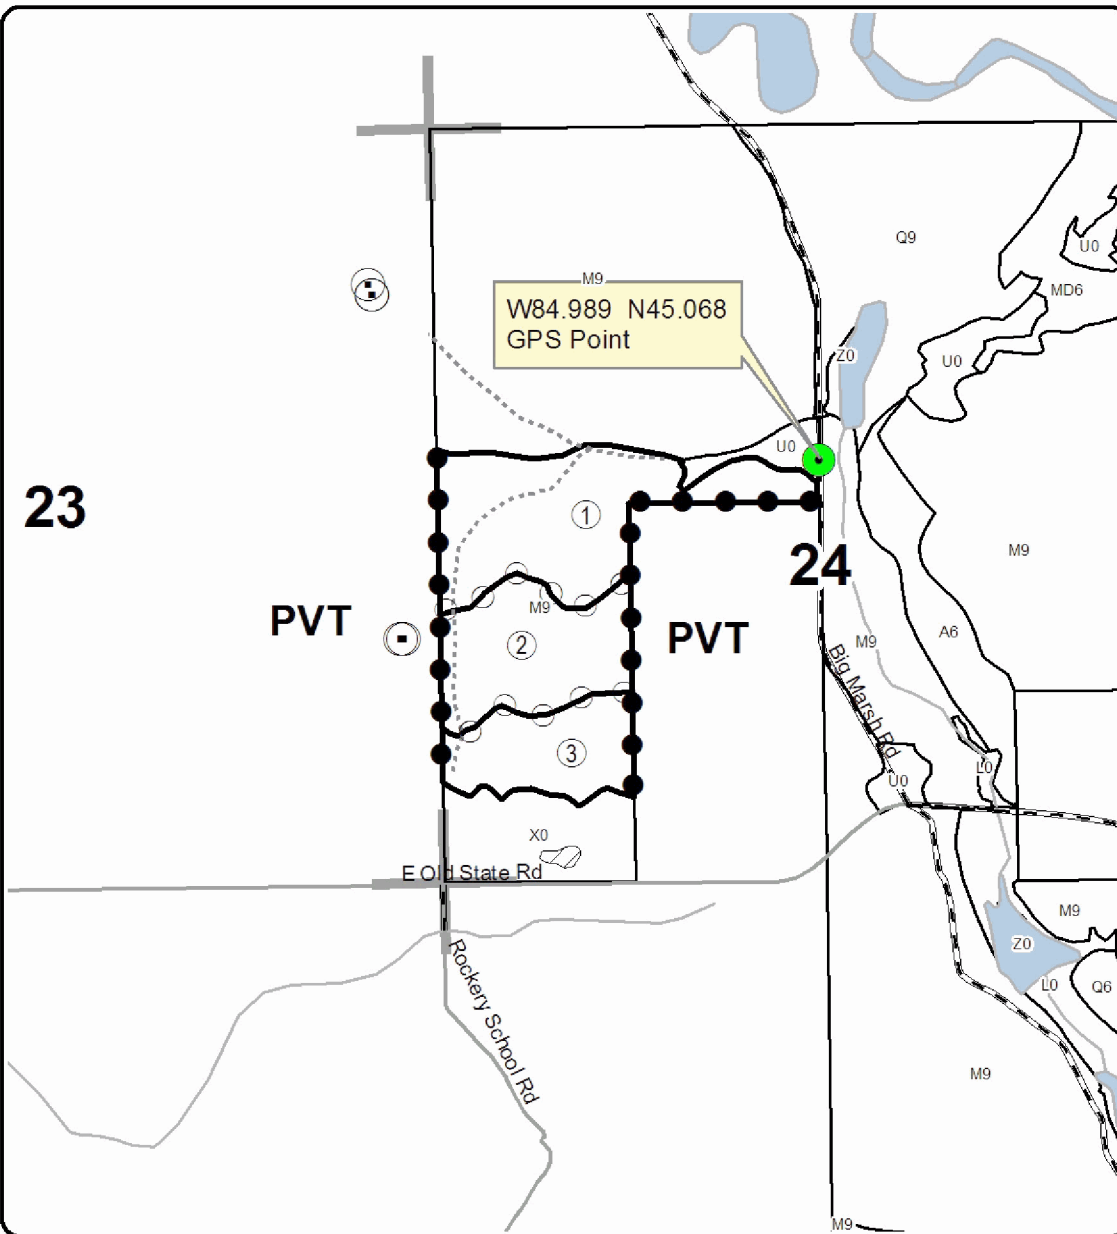 Q9
U0
M9
MD6
W84.989 N45.068
GPS Point
Z0
U0
U0
23
1
24
M9
PVT
M9
2
PVT
M9
A6
Big Marsh Rd
3
L0
U0
X0
E Old State Rd
M9
Z0
Rockery School Rd
L0
Q6
M9
M9